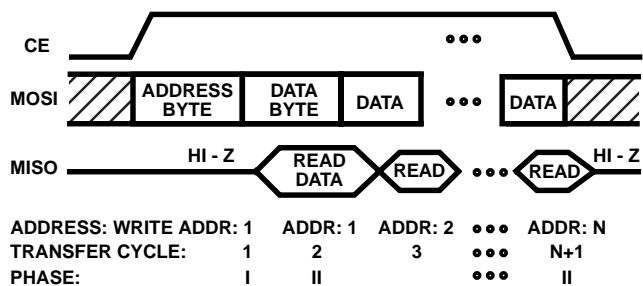 CE
MOSI ADDRESS BYTE DATA BYTE DATA DATA
MISO HI - Z READ DATA READ READ HI - Z
ADDRESS: WRITE ADDR: 1 ADDR: 1 ADDR: 2 ADDR: N
TRANSFER CYCLE: 1 2 3 N+1
PHASE: I II II